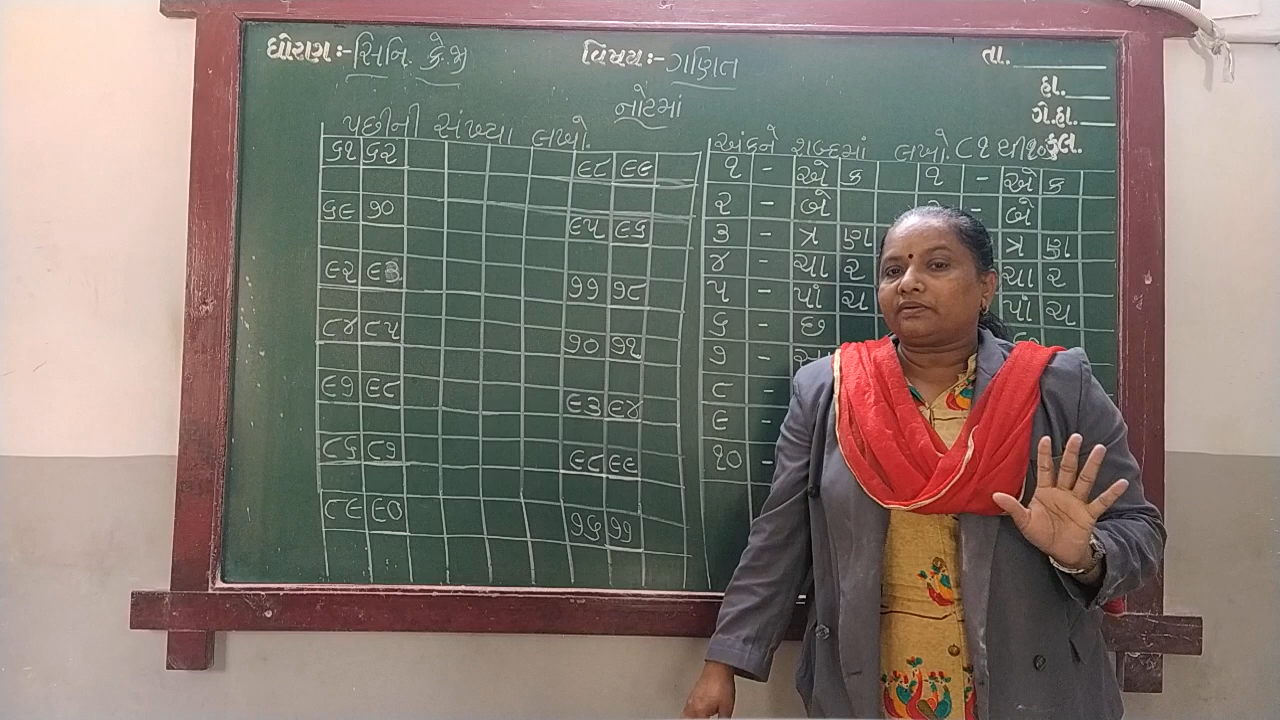 ધોરણ:- સિનિ. કે.જી
વિષય:- ગણિત
તા.
હા.
ગે.હા.
કુલ.
નોટમાં
પછીની સંખ્યા લખો.
૬૧ ૬૨
૯૮ ૯૯
૬૯ ૭૦
૯૫ ૯૬
૯૨ ૯૩
૭૭ ૭૮
૮૪ ૮૫
૭૦ ૭૧
૯૭ ૯૮
૯૩ ૯૪
૮૬ ૮૭
૯૮ ૯૯
૮૯ ૯૦
૭૬ ૭૭
અંકને શબ્દમાં લખો. ૮૧ થી
૧ - એક ૧ - એક
૨ - બે - બે
૩ - ત્રણ ત્રણ
૪ - ચાર ચાર
૫ - પાંચ પાંચ
૬ - છ
૭ -
૮ -
૯ -
૧૦ -